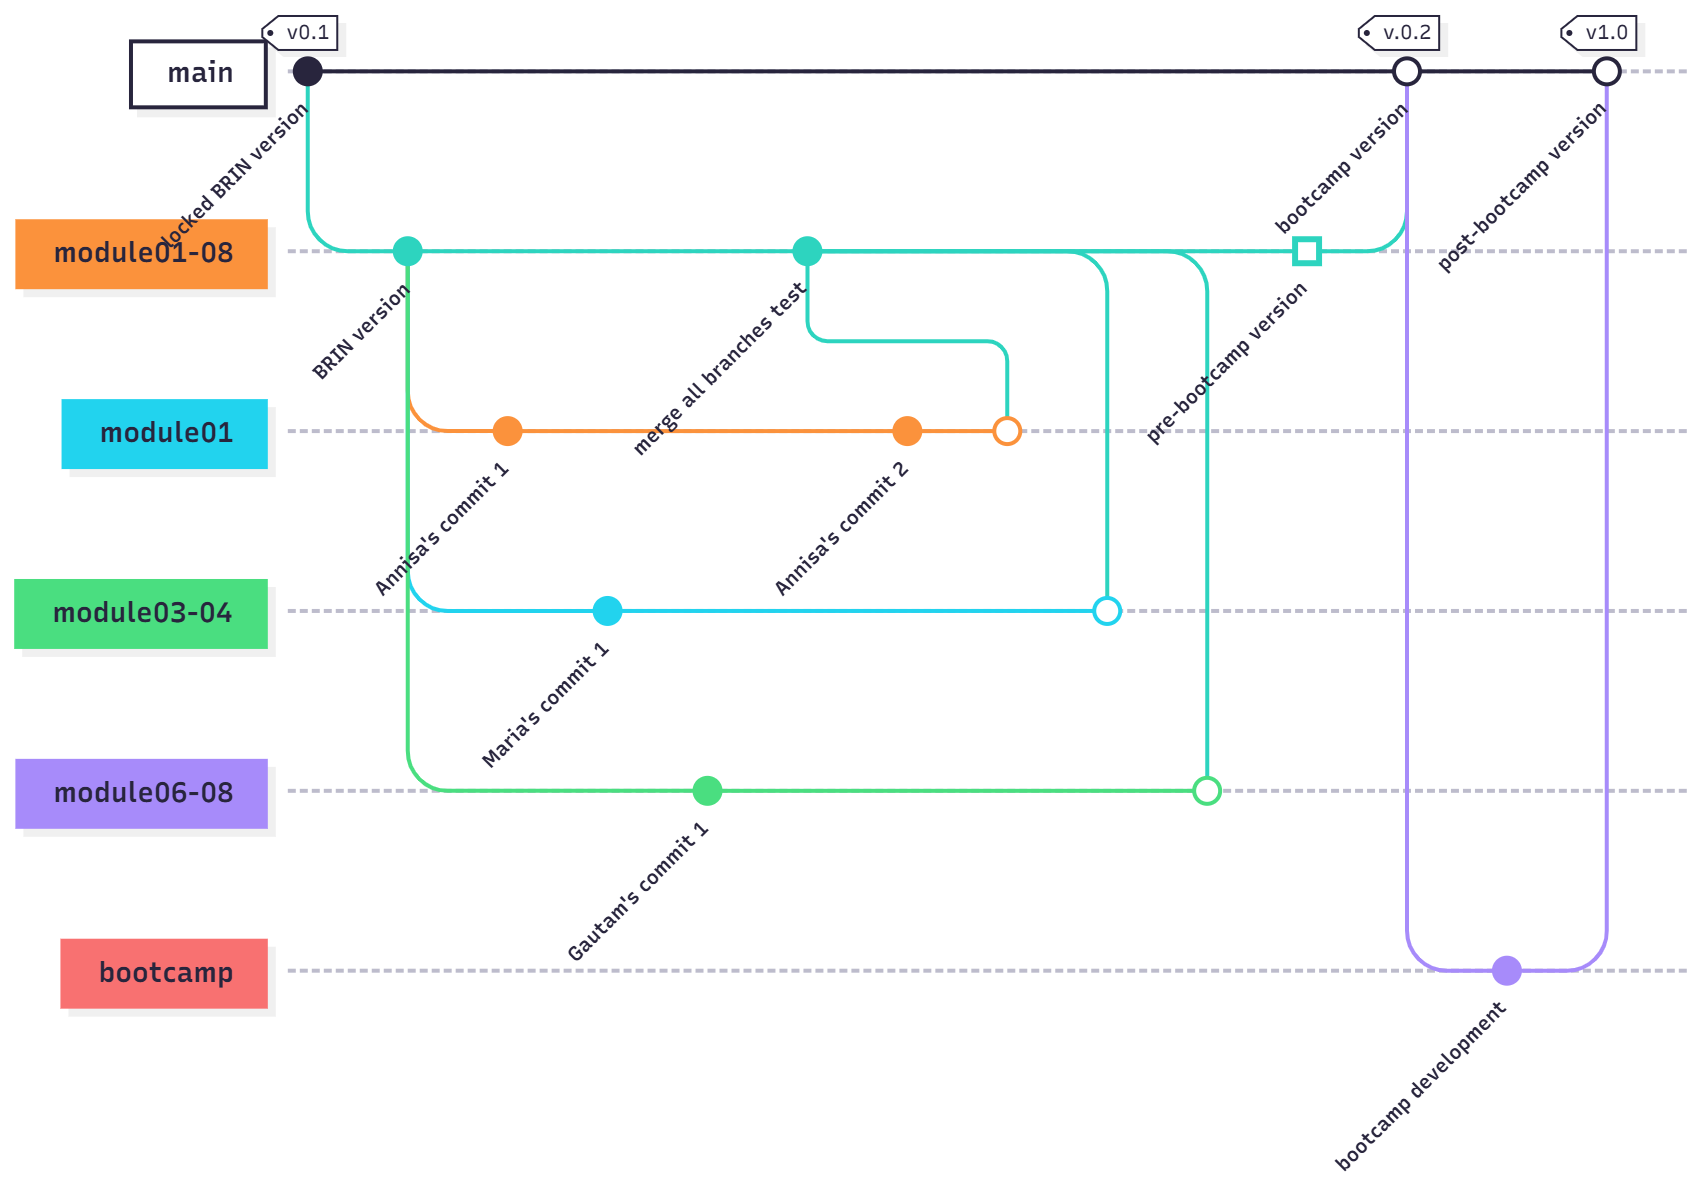 v0.1
v.0.2
v1.0
main
locked BRIN version
bootcamp version
post-bootcamp version
module01-08
BRIN version
merge all branches test
pre-bootcamp version
module01
Annisa's commit 1
Annisa's commit 2
module03-04
Maria's commit 1
module06-08
Gautam's commit 1
bootcamp
bootcamp development